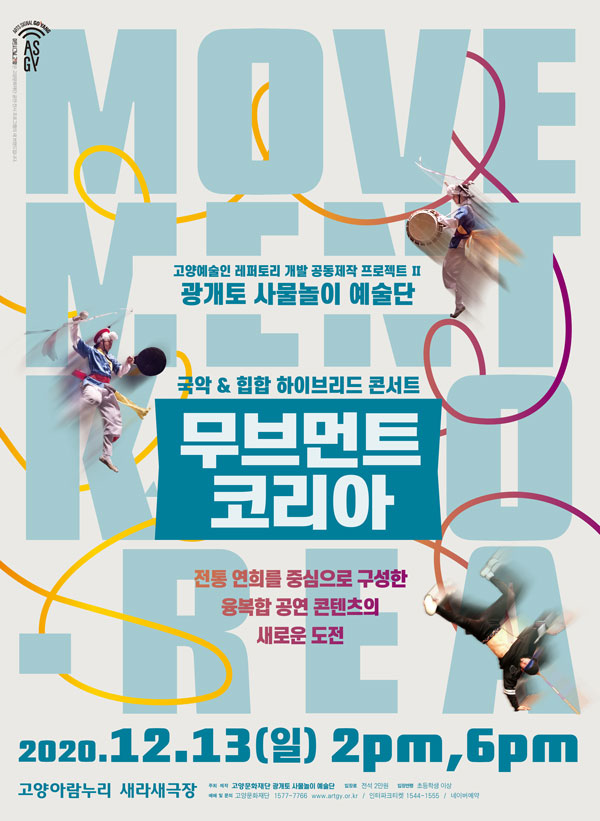 ARTS SIGNAL GOYANG
AS
GY
MOVE
MENT
KO
-REA
고양예술인 레퍼토리 개발 공동제작 프로젝트 II
광개토 사물놀이 예술단
국악 & 힙합 하이브리드 콘서트
무브먼트
코리아
전통 연희를 중심으로 구성한
융복합 공연 콘텐츠의
새로운 도전
2020.12.13(일) 2pm,6pm
고양아람누리 새라새극장
주최·제작 고양문화재단 광개토 사물놀이 예술단 입장료 전석 2만원 입장연령 초등학생 이상
예매 및 문의 고양문화재단 1577-7766 www.artgy.or.kr / 인터파크티켓 1544-1555 / 네이버예약